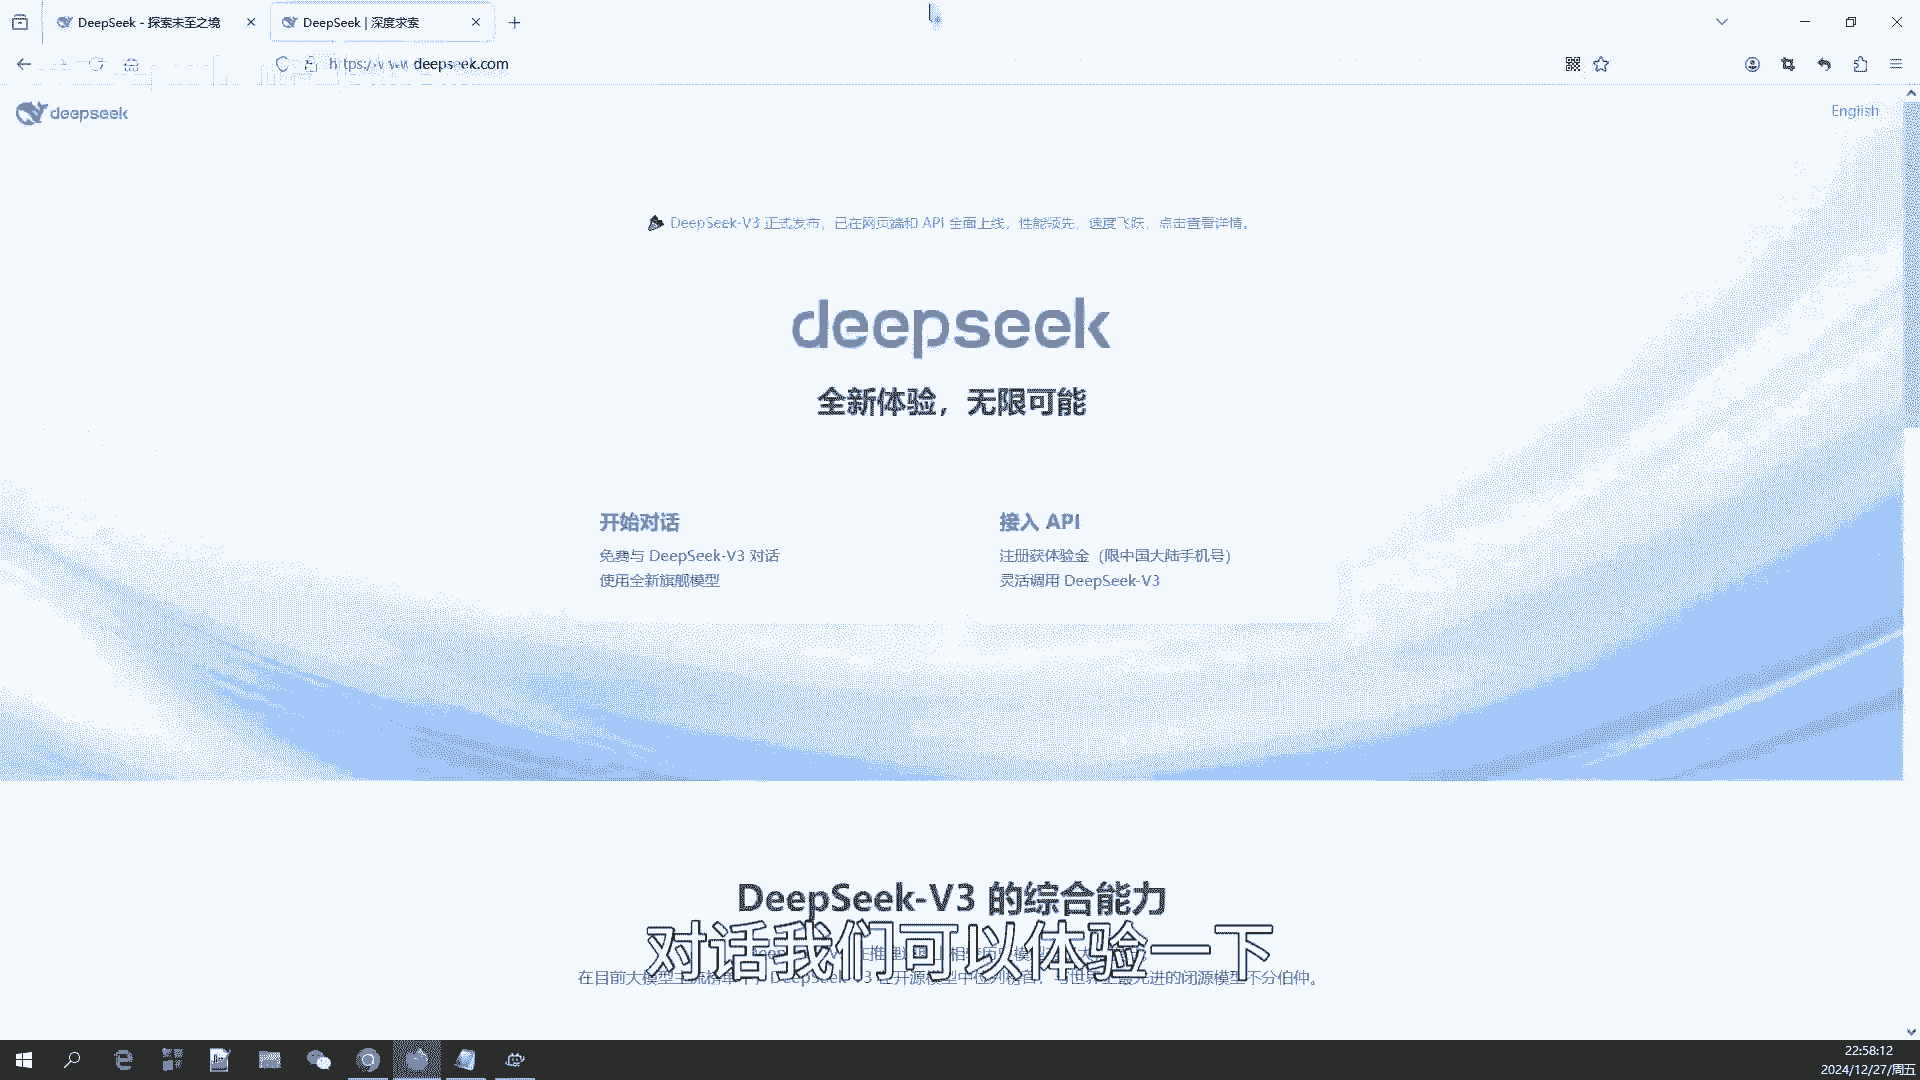 DeepSeek - 探索未至之境
DeepSeek | 深度求索
deepseek.com
deepseek
English
DeepSeek-V3 正式发布，已在网页端和 API 全面上线，性能领先，速度飞跃，点击查看详情。
deepseek
全新体验，无限可能
开始对话
免费与 DeepSeek-V3 对话
使用全新旗舰模型
接入 API
注册获体验金（限中国大陆手机号）
灵活调用 DeepSeek-V3
DeepSeek-V3 的综合能力
对话我们可以体验一下
在目前大模型主流榜单中，DeepSeek-V3 在开源模型中位列榜首，与世界上最先进的闭源模型不分伯仲。
22:58:12
2024/12/27/周五